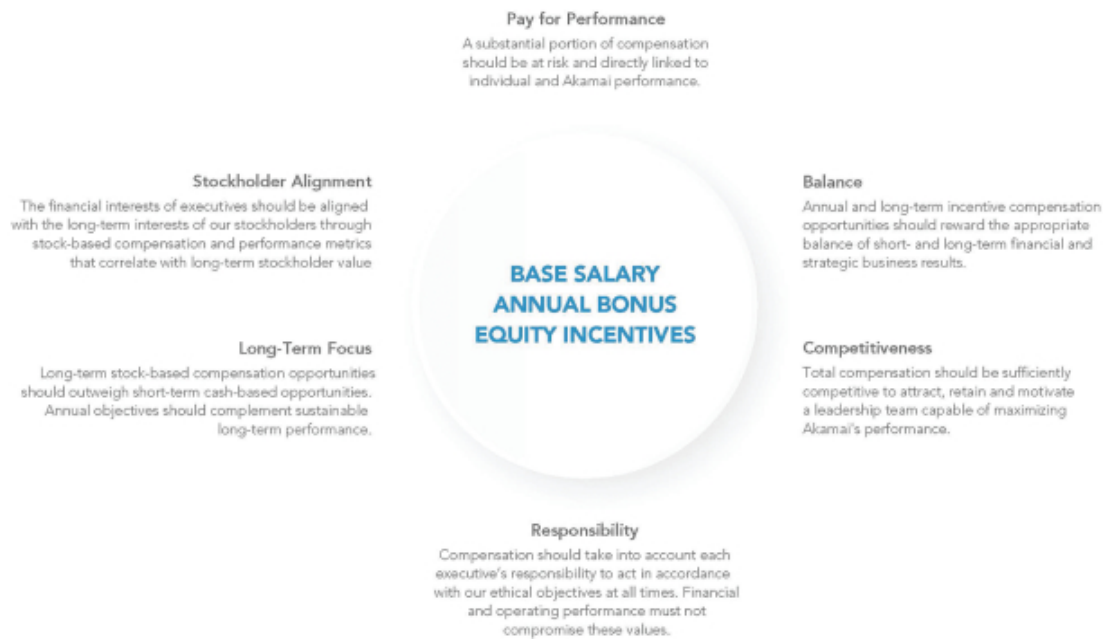 Pay for Performance
A substantial portion of compensation
should be at risk and directly linked to
individual and Akamai performance.
Stockholder Alignment
The financial interests of executives should be aligned
with the long-term interests of our stockholders through
stock-based compensation and performance metrics
that correlate with long-term stockholder value
Balance
Annual and long-term incentive compensation
opportunities should reward the appropriate
balance of short- and long-term financial and
strategic business results.
BASE SALARY
ANNUAL BONUS
EQUITY INCENTIVES
Long-Term Focus
Long-term stock-based compensation opportunities
should outweigh short-term cash-based opportunities.
Annual objectives should complement sustainable
long-term performance.
Competitiveness
Total compensation should be sufficiently
competitive to attract, retain and motivate
a leadership team capable of maximizing
Akamai's performance.
Responsibility
Compensation should take into account each
executive's responsibility to act in accordance
with our ethical objectives at all times. Financial
and operating performance must not
compromise these values.